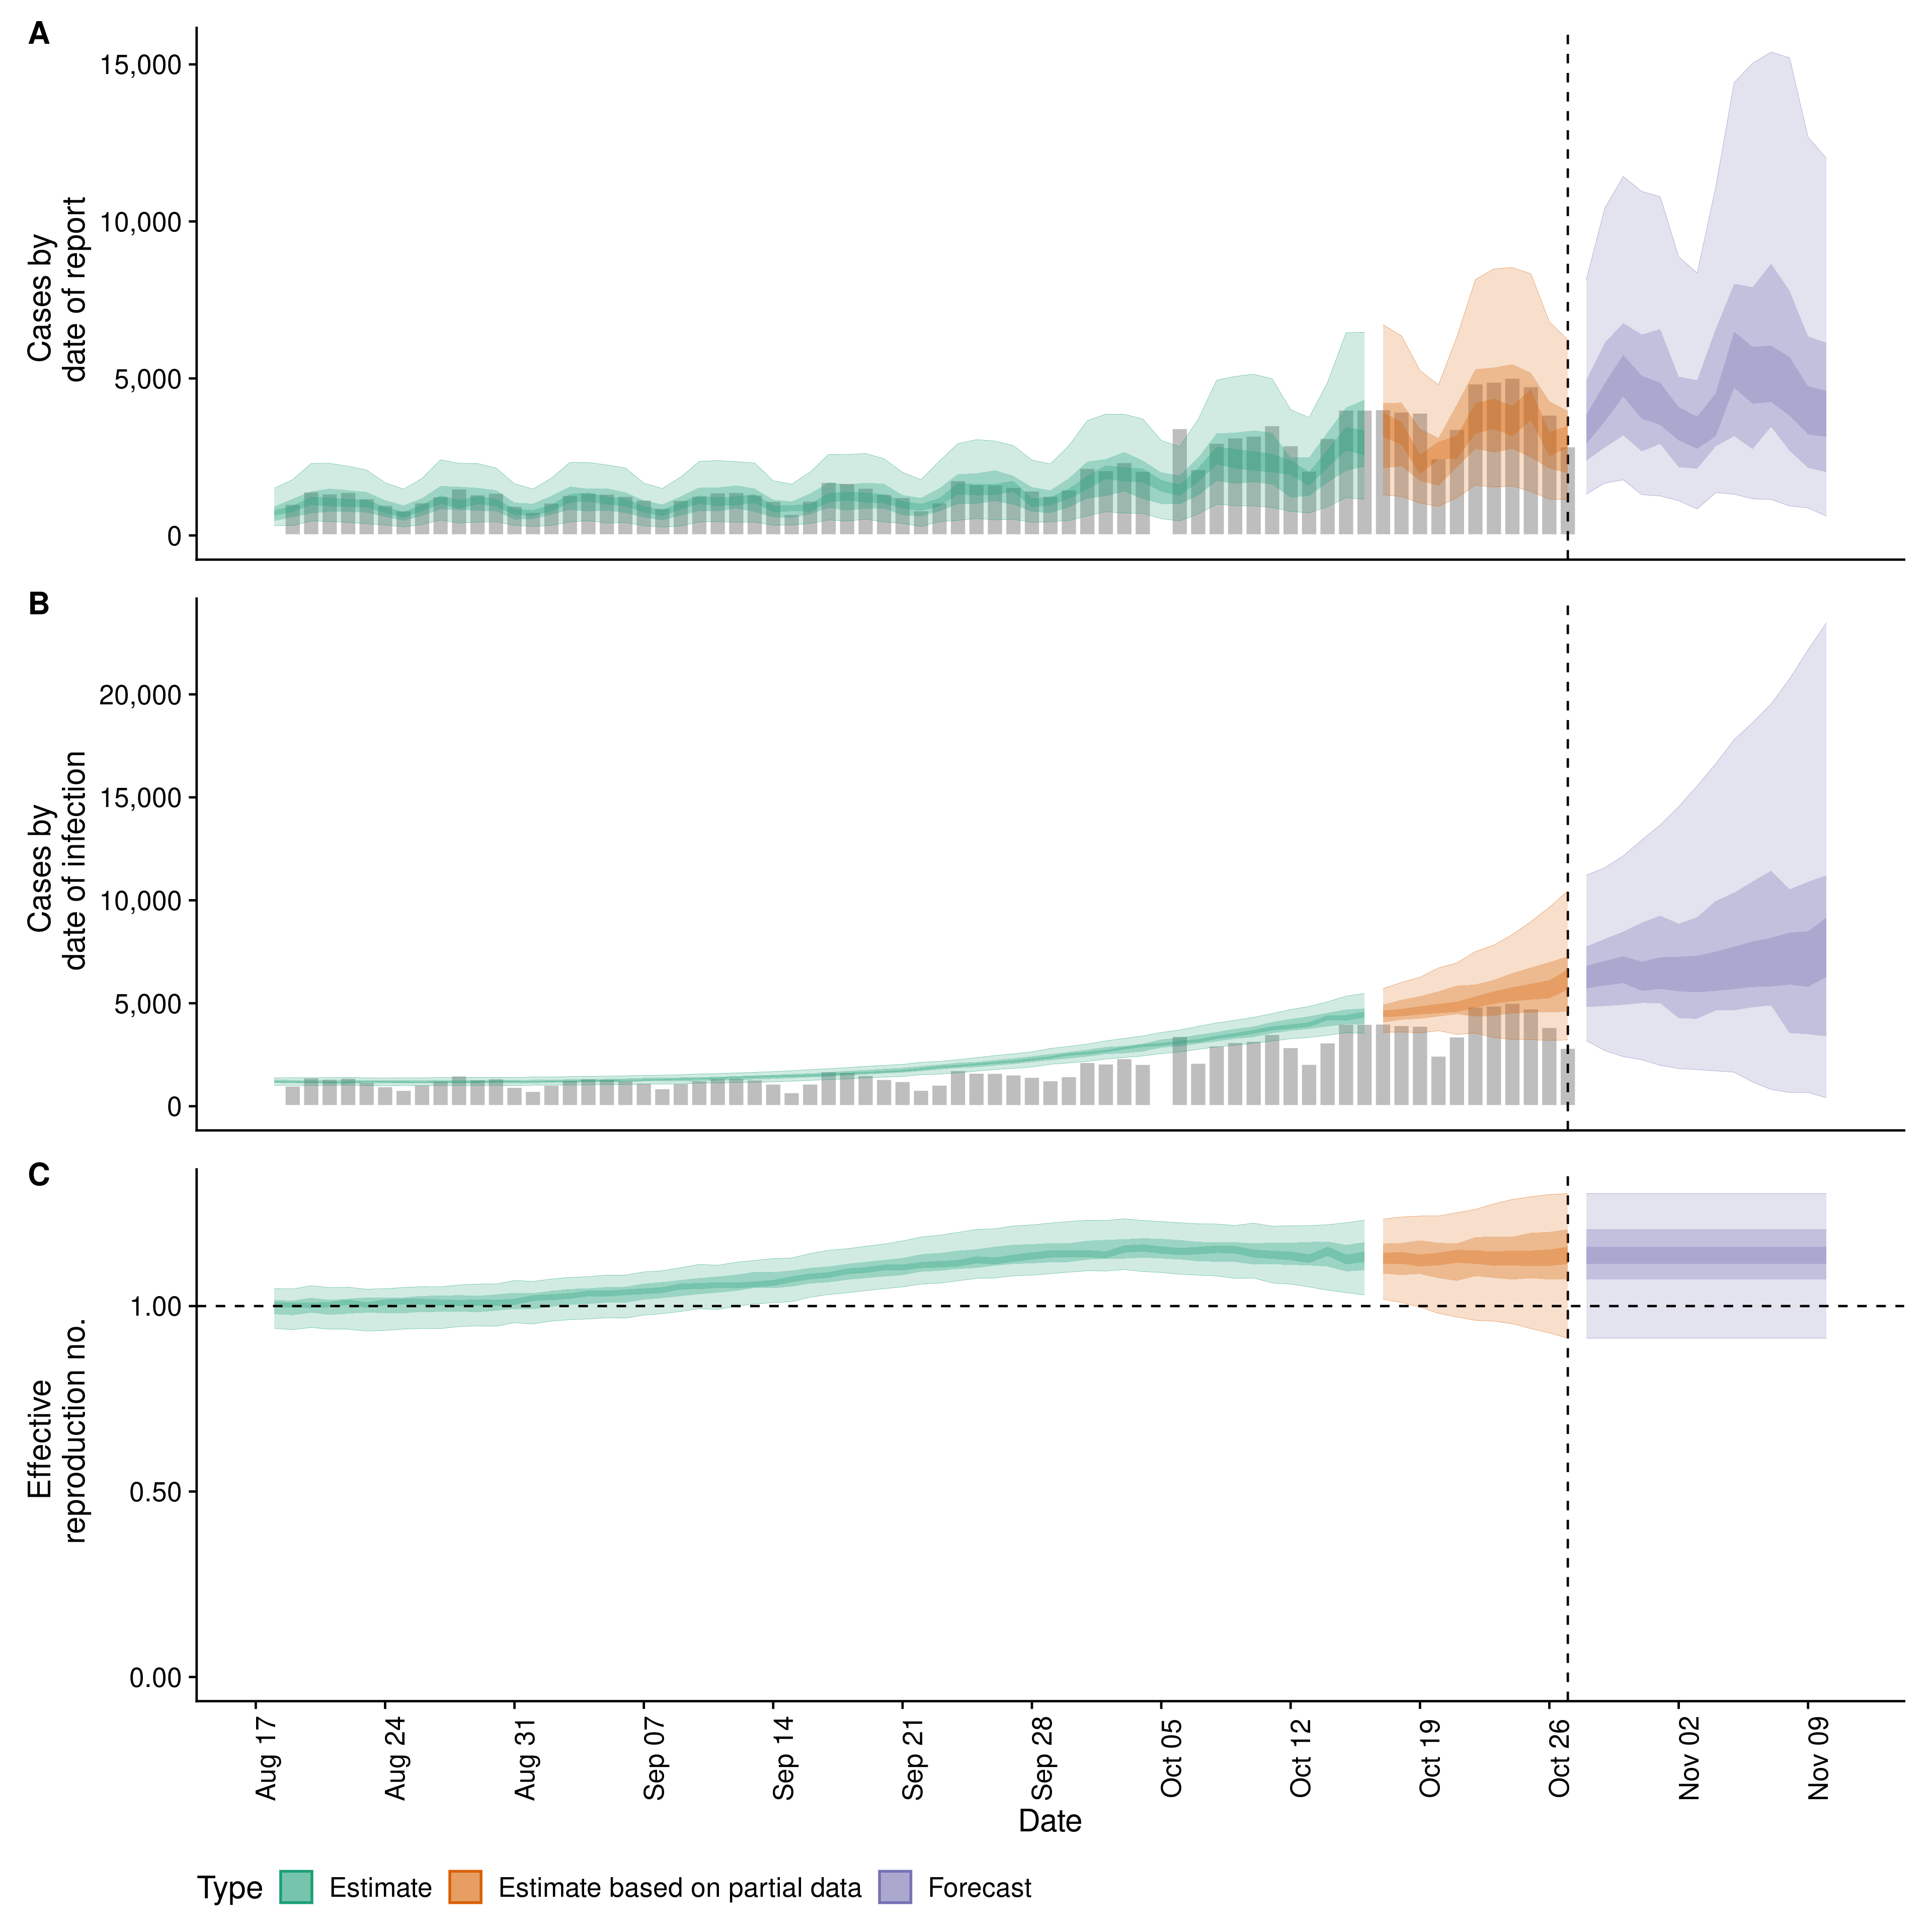 A
15,000
10,000
5,000
0
Cases by
date of report
B
20,000
15,000
10,000
5,000
0
Cases by
date of infection
C
1.00
0.50
0.00
Effective
reproduction no.
Aug 17
Aug 24
Aug 31
Sep 07
Sep 14
Sep 21
Sep 28
Oct 05
Oct 12
Oct 19
Oct 26
Nov 02
Nov 09
Date
Type Estimate Estimate based on partial data Forecast